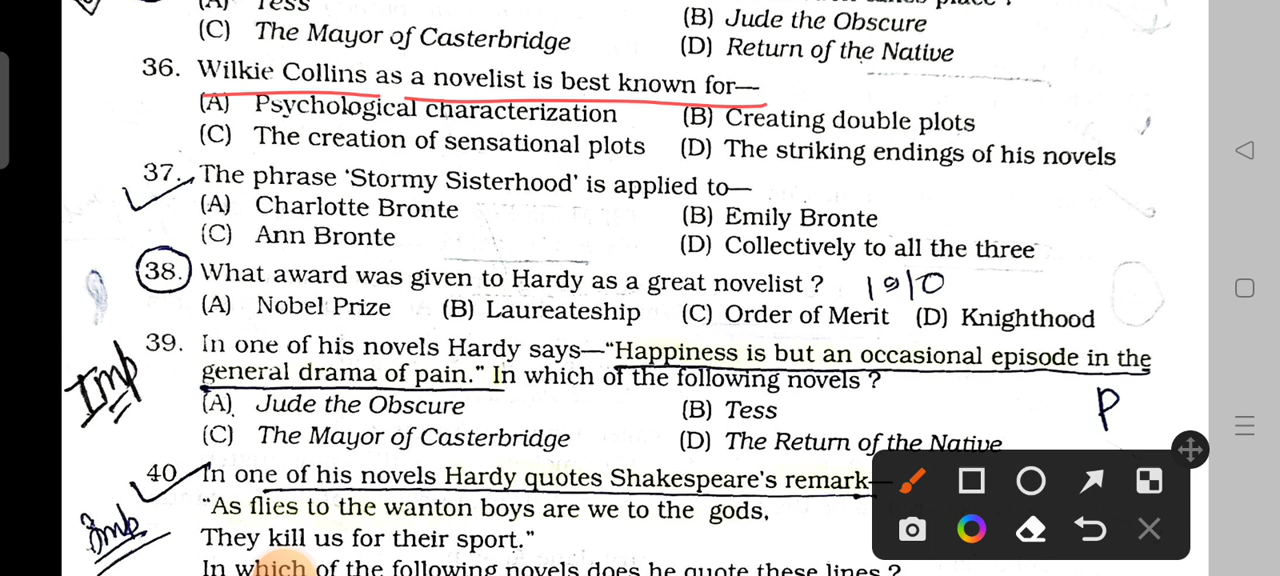 (A) Tess
place ?
(B) Jude the Obscure
(C) The Mayor of Casterbridge
(D) Return of the Native
36. Wilkie Collins as a novelist is best known for—
(A) Psychological characterization
(B) Creating double plots
(C) The creation of sensational plots
(D) The striking endings of his novels
37. The phrase 'Stormy Sisterhood' is applied to—
(A) Charlotte Bronte
(B) Emily Bronte
(C) Ann Bronte
(D) Collectively to all the three
38. What award was given to Hardy as a great novelist ? 1910
(A) Nobel Prize (B) Laureateship (C) Order of Merit (D) Knighthood
39. In one of his novels Hardy says—"Happiness is but an occasional episode in the
general drama of pain." In which of the following novels ?
Imp
(A) Jude the Obscure
(B) Tess
P
(C) The Mayor of Casterbridge
(D) The Return of the Native
40 In one of his novels Hardy quotes Shakespeare's remark—
"As flies to the wanton boys are we to the gods,
Imp
They kill us for their sport."
In which of the following novels does he quote these lines ?